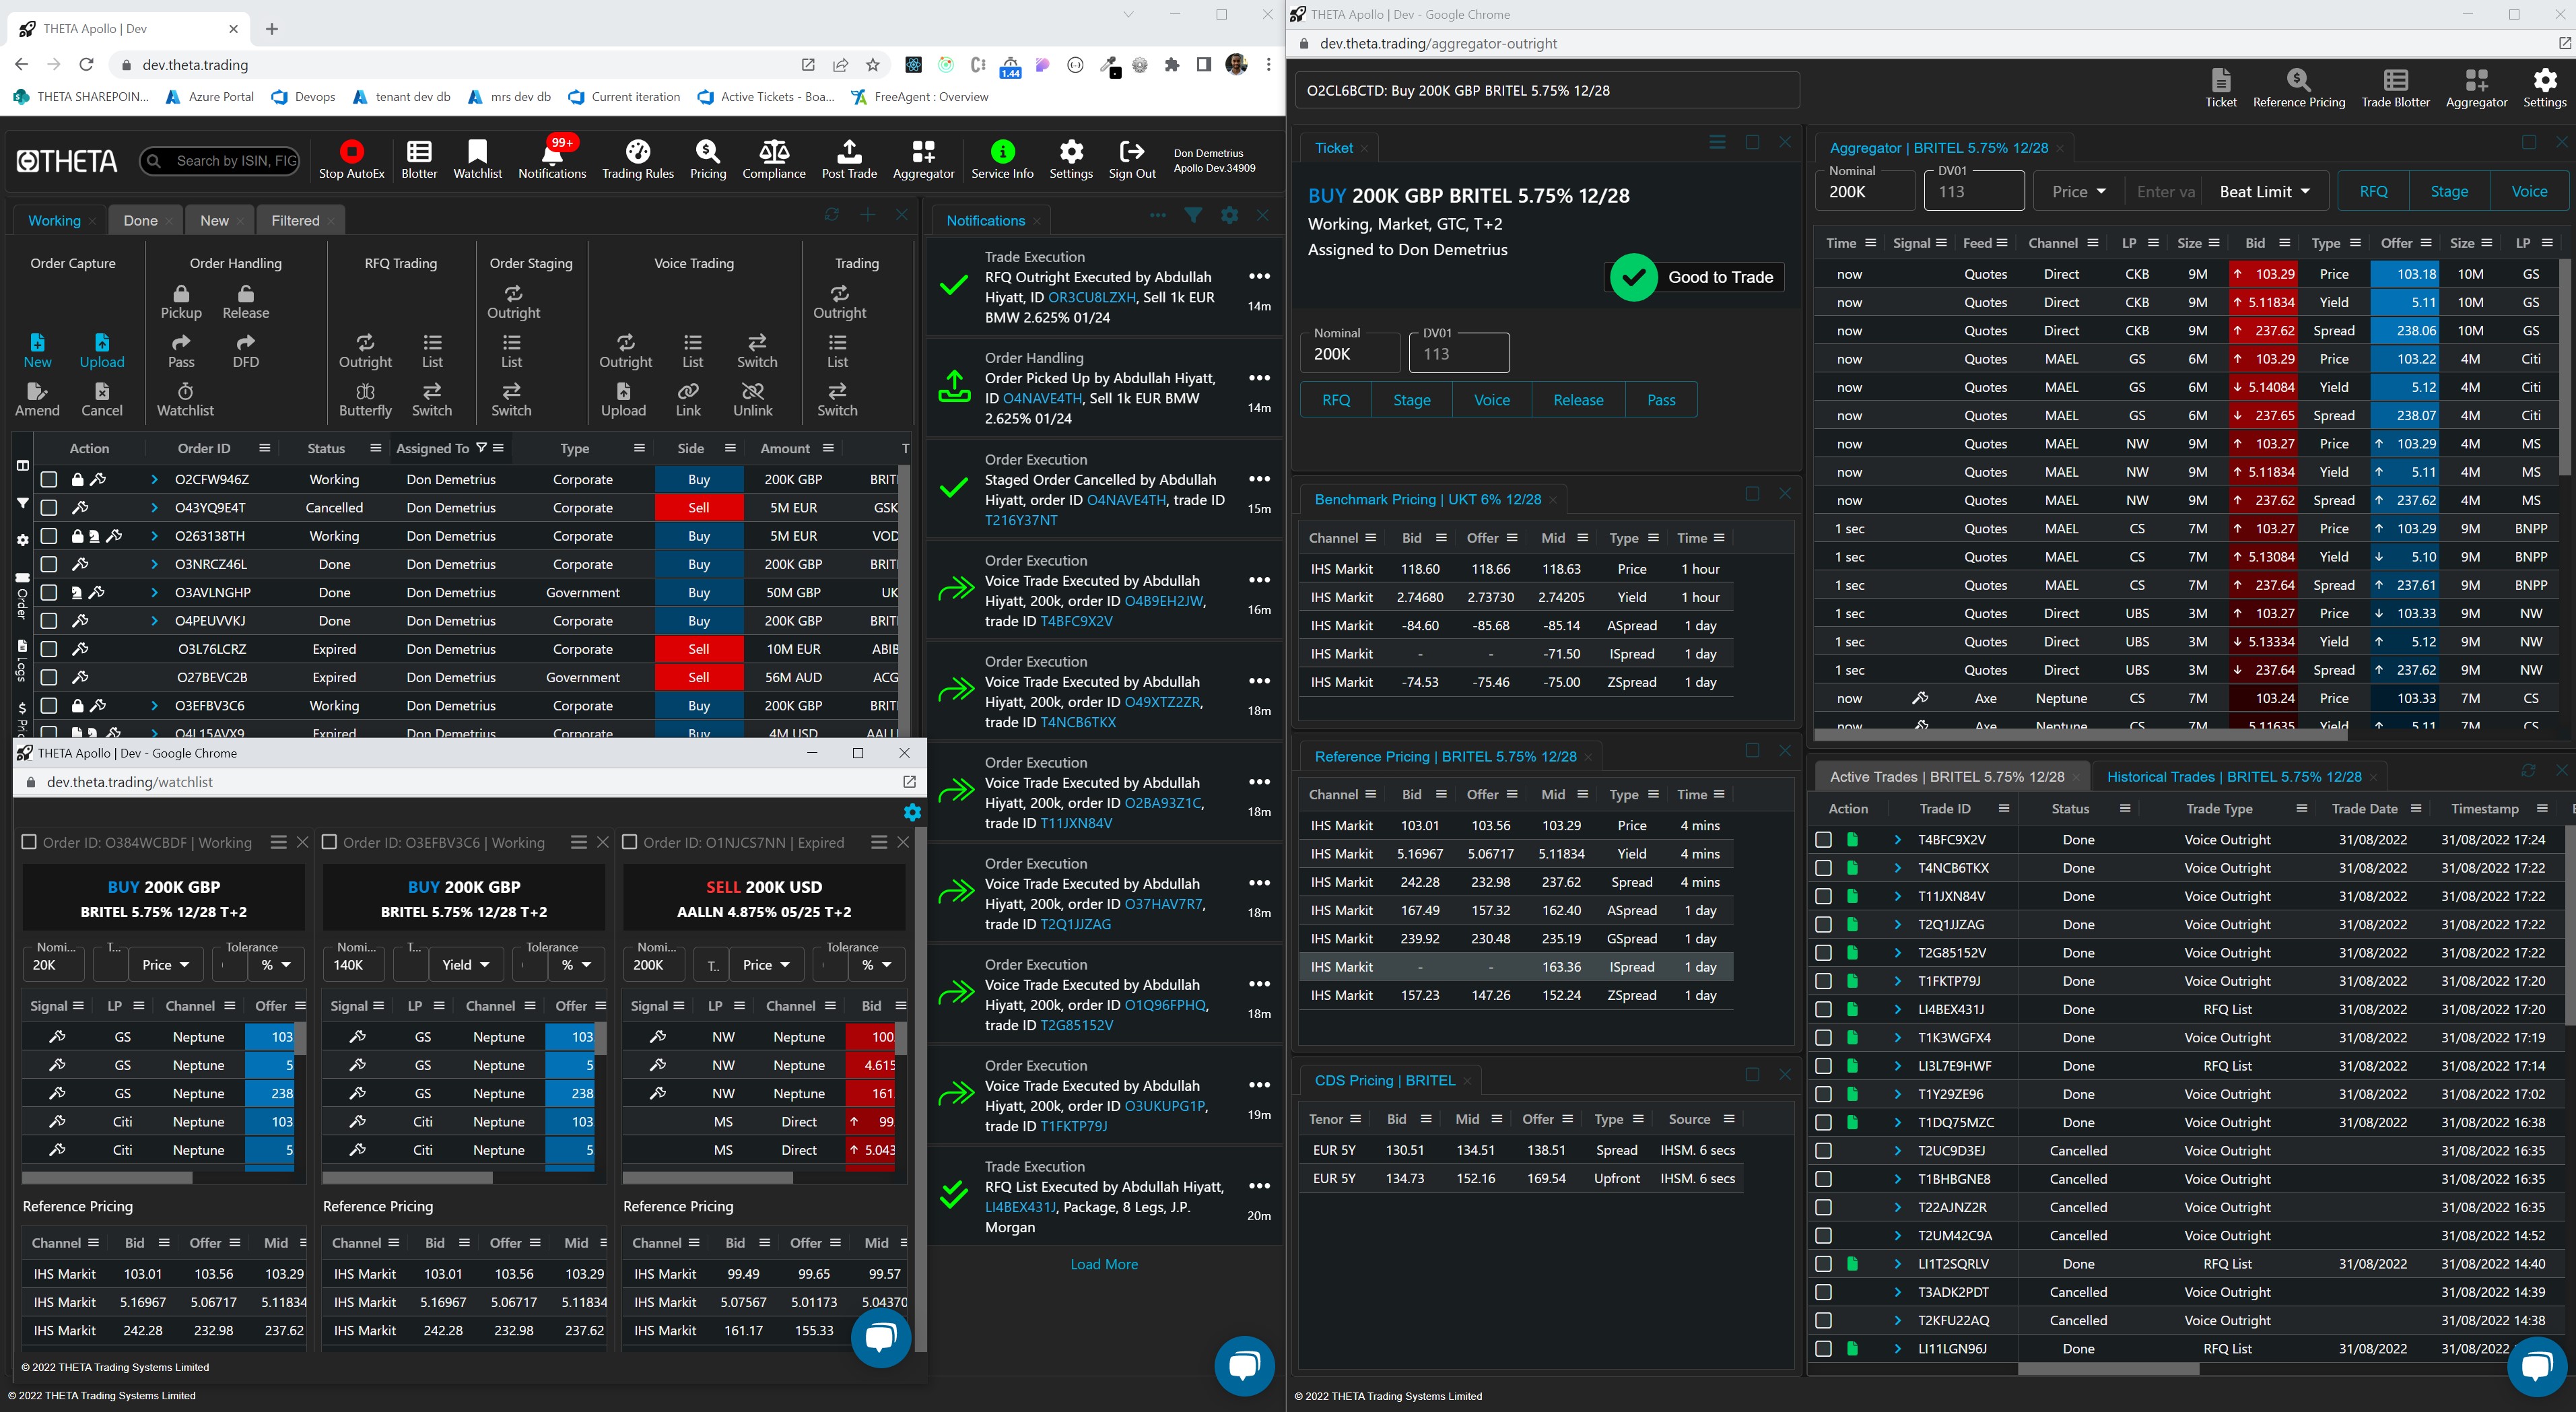 THETA Apollo | Dev
dev.theta.trading
1.44
THETA SHAREPOIN... Azure Portal Devops tenant dev db mrs dev db Current iteration Active Tickets - Boa... FreeAgent : Overview
THETA Search by ISIN, FIG Stop AutoEx Blotter Watchlist 99+ Notifications Trading Rules Pricing Compliance Post Trade Aggregator Service Info Settings Sign Out
Don Demetrius
Apollo Dev.34909
Working Done New Filtered
Order Capture Order Handling RFQ Trading Order Staging Voice Trading Trading
Pickup Release Outright Outright
New Upload Pass DFD Outright List List Outright List Switch List
Amend Cancel Watchlist Butterfly Switch Switch Upload Link Unlink Switch
Order
Logs
Action Order ID Status Assigned To Type Side Amount T
O2CFW946Z Working Don Demetrius Corporate Buy 200K GBP BRIT
O43YQ9E4T Cancelled Don Demetrius Corporate Sell 5M EUR GSK
O263138TH Working Don Demetrius Corporate Buy 5M EUR VOD
O3NRCZ46L Done Don Demetrius Corporate Buy 200K GBP BRIT
O3AVLNGHP Done Don Demetrius Government Buy 50M GBP UK
O4PEUVVKJ Done Don Demetrius Corporate Buy 200K GBP BRIT
O3L76LCRZ Expired Don Demetrius Corporate Sell 10M EUR ABIB
O27BEVC2B Expired Don Demetrius Government Sell 56M AUD ACG
O3EFBV3C6 Working Don Demetrius Corporate Buy 200K GBP BRIT
O4L15AVX9 Expired Don Demetrius Corporate Buy 4M USD AALL
Notifications
Trade Execution
RFQ Outright Executed by Abdullah
Hiyatt, ID OR3CU8LZXH, Sell 1k EUR
BMW 2.625% 01/24
14m
Order Handling
Order Picked Up by Abdullah Hiyatt,
ID O4NAVE4TH, Sell 1k EUR BMW
2.625% 01/24
14m
Order Execution
Staged Order Cancelled by Abdullah
Hiyatt, order ID O4NAVE4TH, trade ID
T216Y37NT
15m
Order Execution
Voice Trade Executed by Abdullah
Hiyatt, 200k, order ID O4B9EH2JW,
trade ID T4BFC9X2V
16m
Order Execution
Voice Trade Executed by Abdullah
Hiyatt, 200k, order ID O49XTZ2ZR,
trade ID T4NCB6TKX
18m
Order Execution
Voice Trade Executed by Abdullah
Hiyatt, 200k, order ID O2BA93Z1C,
trade ID T11JXN84V
18m
Order Execution
Voice Trade Executed by Abdullah
Hiyatt, 200k, order ID O37HAV7R7,
trade ID T2Q1JJZAG
18m
Order Execution
Voice Trade Executed by Abdullah
Hiyatt, 200k, order ID O1Q96FPHQ,
trade ID T2G85152V
18m
Order Execution
Voice Trade Executed by Abdullah
Hiyatt, 200k, order ID O3UKUPG1P,
trade ID T1FKTP79J
19m
Trade Execution
RFQ List Executed by Abdullah Hiyatt,
LI4BEX431J, Package, 8 Legs, J.P.
Morgan
20m
Load More
THETA Apollo | Dev - Google Chrome
dev.theta.trading/watchlist
Order ID: O384WCBDF | Working Order ID: O3EFBV3C6 | Working Order ID: O1NJCS7NN | Expired
BUY 200K GBP BUY 200K GBP SELL 200K USD
BRITEL 5.75% 12/28 T+2 BRITEL 5.75% 12/28 T+2 AALLN 4.875% 05/25 T+2
Nomi... T... Tolerance Nomi... T... Tolerance Nomi... Tolerance
20K Price % 140K Yield % 200K T.. Price %
Signal LP Channel Offer Signal LP Channel Offer Signal LP Channel Bid
GS Neptune 103 GS Neptune 103 NW Neptune 100.
GS Neptune 5 GS Neptune 5 NW Neptune 4.615
GS Neptune 238 GS Neptune 238 NW Neptune 161.
Citi Neptune 103 Citi Neptune 103 MS Direct 99.
Citi Neptune 5 Citi Neptune 5 MS Direct 5.043
Reference Pricing Reference Pricing Reference Pricing
Channel Bid Offer Mid Channel Bid Offer Mid Channel Bid Offer Mid
IHS Markit 103.01 103.56 103.29 IHS Markit 103.01 103.56 103.29 IHS Markit 99.49 99.65 99.57
IHS Markit 5.16967 5.06717 5.11834 IHS Markit 5.16967 5.06717 5.11834 IHS Markit 5.07567 5.01173 5.04370
IHS Markit 242.28 232.98 237.62 IHS Markit 242.28 232.98 237.62 IHS Markit 161.17 155.33
© 2022 THETA Trading Systems Limited
© 2022 THETA Trading Systems Limited
THETA Apollo | Dev - Google Chrome
dev.theta.trading/aggregator-outright
O2CL6BCTD: Buy 200K GBP BRITEL 5.75% 12/28
Ticket Reference Pricing Trade Blotter Aggregator Settings
Ticket
BUY 200K GBP BRITEL 5.75% 12/28
Working, Market, GTC, T+2
Assigned to Don Demetrius
Good to Trade
Nominal DV01
200K 113
RFQ Stage Voice Release Pass
Benchmark Pricing | UKT 6% 12/28
Channel Bid Offer Mid Type Time
IHS Markit 118.60 118.66 118.63 Price 1 hour
IHS Markit 2.74680 2.73730 2.74205 Yield 1 hour
IHS Markit -84.60 -85.68 -85.14 ASpread 1 day
IHS Markit - - -71.50 ISpread 1 day
IHS Markit -74.53 -75.46 -75.00 ZSpread 1 day
Reference Pricing | BRITEL 5.75% 12/28
Channel Bid Offer Mid Type Time
IHS Markit 103.01 103.56 103.29 Price 4 mins
IHS Markit 5.16967 5.06717 5.11834 Yield 4 mins
IHS Markit 242.28 232.98 237.62 Spread 4 mins
IHS Markit 167.49 157.32 162.40 ASpread 1 day
IHS Markit 239.92 230.48 235.19 GSpread 1 day
IHS Markit - - 163.36 ISpread 1 day
IHS Markit 157.23 147.26 152.24 ZSpread 1 day
CDS Pricing | BRITEL
Tenor Bid Mid Offer Type Source
EUR 5Y 130.51 134.51 138.51 Spread IHSM. 6 secs
EUR 5Y 134.73 152.16 169.54 Upfront IHSM. 6 secs
© 2022 THETA Trading Systems Limited
Aggregator | BRITEL 5.75% 12/28
Nominal DV01
200K 113 Price Enter va Beat Limit RFQ Stage Voice
Time Signal Feed Channel LP Size Bid Type Offer Size LP
now Quotes Direct CKB 9M 103.29 Price 103.18 10M GS
now Quotes Direct CKB 9M 5.11834 Yield 5.11 10M GS
now Quotes Direct CKB 9M 237.62 Spread 238.06 10M GS
now Quotes MAEL GS 6M 103.29 Price 103.22 4M Citi
now Quotes MAEL GS 6M 5.14084 Yield 5.12 4M Citi
now Quotes MAEL GS 6M 237.65 Spread 238.07 4M Citi
now Quotes MAEL NW 9M 103.27 Price 103.29 4M MS
now Quotes MAEL NW 9M 5.11834 Yield 5.11 4M MS
now Quotes MAEL NW 9M 237.62 Spread 237.62 4M MS
1 sec Quotes MAEL CS 7M 103.27 Price 103.29 9M BNPP
1 sec Quotes MAEL CS 7M 5.13084 Yield 5.10 9M BNPP
1 sec Quotes MAEL CS 7M 237.64 Spread 237.61 9M BNPP
1 sec Quotes Direct UBS 3M 103.27 Price 103.33 9M NW
1 sec Quotes Direct UBS 3M 5.13334 Yield 5.12 9M NW
1 sec Quotes Direct UBS 3M 237.64 Spread 237.62 9M NW
now Axe Neptune CS 7M 103.24 Price 103.33 7M CS
now Axe Neptune CS 7M 5.11635 Yield 5.11 7M CS
Active Trades | BRITEL 5.75% 12/28 Historical Trades | BRITEL 5.75% 12/28
Action Trade ID Status Trade Type Trade Date Timestamp
T4BFC9X2V Done Voice Outright 31/08/2022 31/08/2022 17:24
T4NCB6TKX Done Voice Outright 31/08/2022 31/08/2022 17:22
T11JXN84V Done Voice Outright 31/08/2022 31/08/2022 17:22
T2Q1JJZAG Done Voice Outright 31/08/2022 31/08/2022 17:22
T2G85152V Done Voice Outright 31/08/2022 31/08/2022 17:22
T1FKTP79J Done Voice Outright 31/08/2022 31/08/2022 17:20
LI4BEX431J Done RFQ List 31/08/2022 31/08/2022 17:20
T1K3WGFX4 Done Voice Outright 31/08/2022 31/08/2022 17:19
LI3L7E9HWF Done RFQ List 31/08/2022 31/08/2022 17:14
T1Y29ZE96 Done Voice Outright 31/08/2022 31/08/2022 17:02
T1DQ75MZC Done Voice Outright 31/08/2022 31/08/2022 16:38
T2UC9D3EJ Cancelled Voice Outright 31/08/2022 16:35
T1BHBGNE8 Cancelled Voice Outright 31/08/2022 16:35
T22AJNZ2R Cancelled Voice Outright 31/08/2022 16:35
T2UM42C9A Cancelled Voice Outright 31/08/2022 14:52
LI1T2SQRLV Done RFQ List 31/08/2022 31/08/2022 14:40
T3ADK2PDT Cancelled Voice Outright 31/08/2022 14:39
T2KFU22AQ Cancelled Voice Outright 31/08/2022 14:38
LI11LGN96J Done RFQ List 31/08/2022 31/08/2022